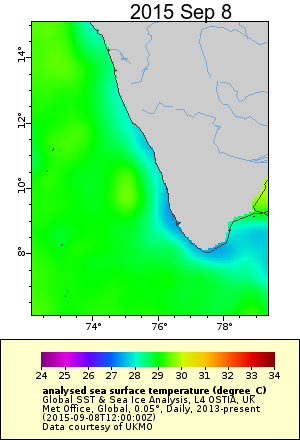 2015 Sep 8
14°
12°
10°
8°
74°
76°
78°
24 25 26 27 28 29 30 31 32 33 34
analysed sea surface temperature (degree_C)
Global SST & Sea Ice Analysis, L4 OSTIA, UK
Met Office, Global, 0.05°, Daily, 2013-present
(2015-09-08T12:00:00Z)
Data courtesy of UKMO